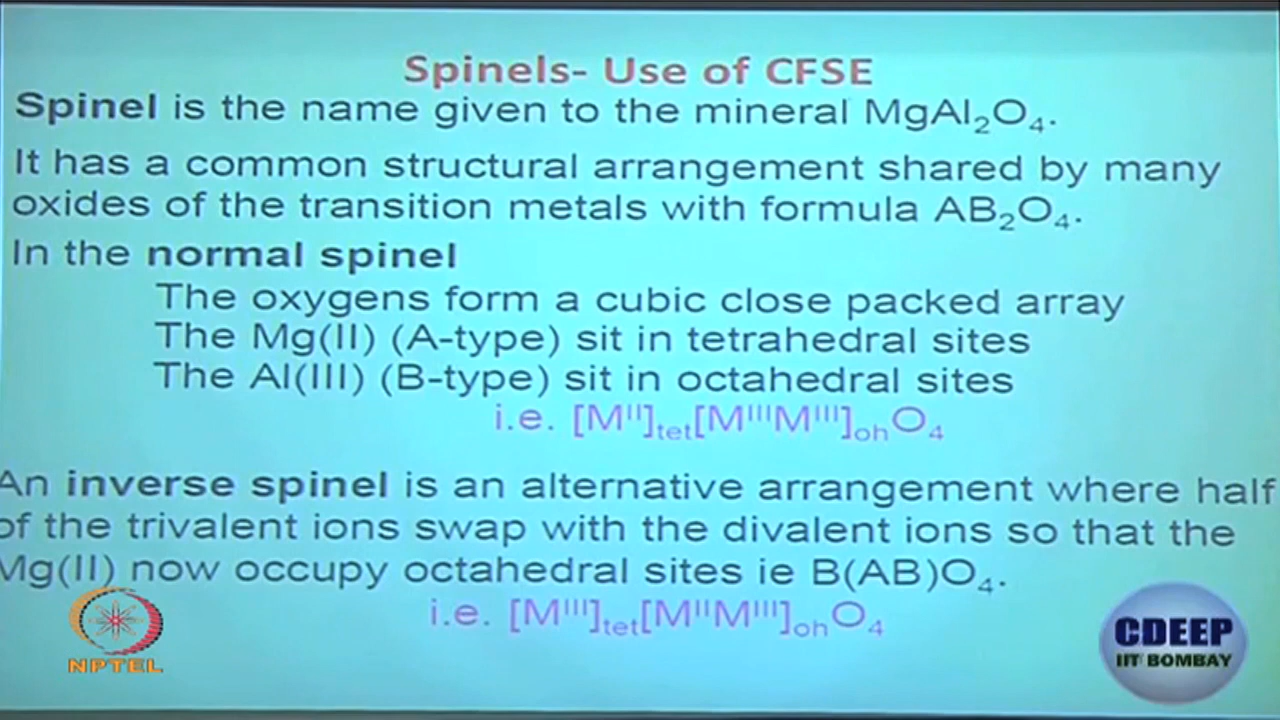 Spinels- Use of CFSE
Spinel is the name given to the mineral MgAl₂O₄.
It has a common structural arrangement shared by many
oxides of the transition metals with formula AB₂O₄.
In the normal spinel
The oxygens form a cubic close packed array
The Mg(II) (A-type) sit in tetrahedral sites
The Al(III) (B-type) sit in octahedral sites
i.e. [Mᴵᴵ]ₜₑₜ[MᴵᴵᴵMᴵᴵᴵ]ₒₕO₄
An inverse spinel is an alternative arrangement where half
of the trivalent ions swap with the divalent ions so that the
Mg(II) now occupy octahedral sites ie B(AB)O₄.
i.e. [Mᴵᴵᴵ]ₜₑₜ[MᴵᴵMᴵᴵᴵ]ₒₕO₄
NPTEL
CDEEP
IIT BOMBAY